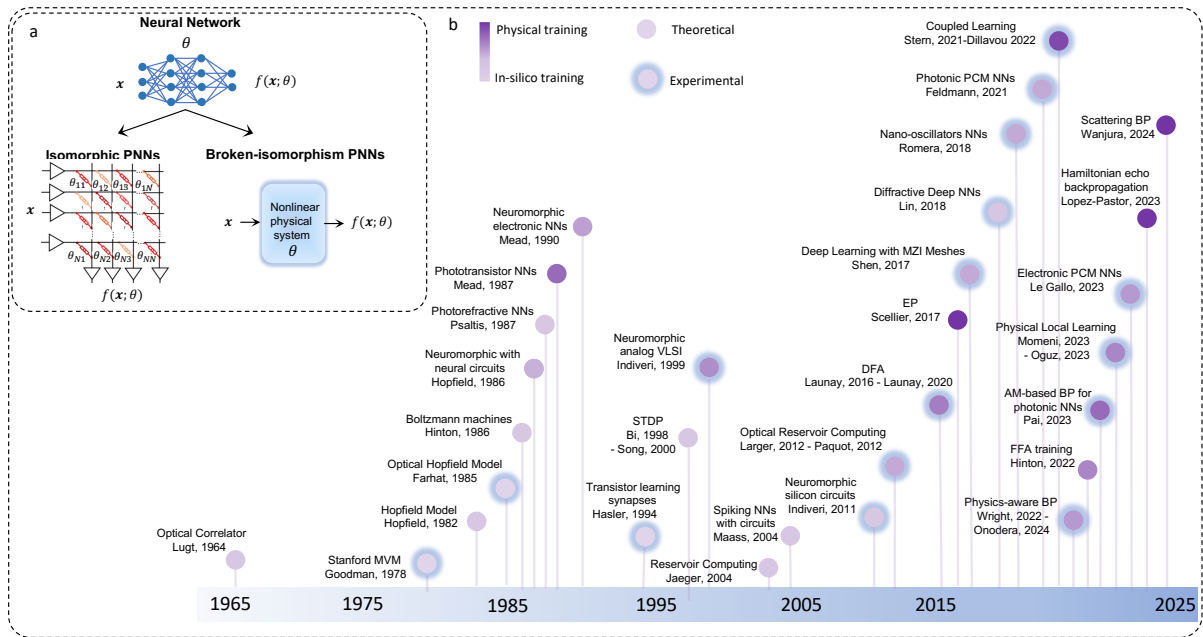 a
Neural Network
θ
x
f(x; θ)
Isomorphic PNNs
θ11 θ12 θ13 θ1N
x
θN1 θN2 θN3 θNN
f(x; θ)
Broken-isomorphism PNNs
x
Nonlinear
physical
system
θ
f(x; θ)
b
Physical training
In-silico training
Theoretical
Experimental
Optical Correlator
Lugt, 1964
Stanford MVM
Goodman, 1978
Hopfield Model
Hopfield, 1982
Optical Hopfield Model
Farhat, 1985
Boltzmann machines
Hinton, 1986
Neuromorphic with
neural circuits
Hopfield, 1986
Photorefractive NNs
Psaltis, 1987
Phototransistor NNs
Mead, 1987
Neuromorphic
electronic NNs
Mead, 1990
Transistor learning
synapses
Hasler, 1994
STDP
Bi, 1998
- Song, 2000
Neuromorphic
analog VLSI
Indiveri, 1999
Reservoir Computing
Jaeger, 2004
Spiking NNs
with circuits
Maass, 2004
Neuromorphic
silicon circuits
Indiveri, 2011
Optical Reservoir Computing
Larger, 2012 - Paquot, 2012
DFA
Launay, 2016 - Launay, 2020
EP
Scellier, 2017
Deep Learning with MZI Meshes
Shen, 2017
Diffractive Deep NNs
Lin, 2018
Nano-oscillators NNs
Romera, 2018
Photonic PCM NNs
Feldmann, 2021
Coupled Learning
Stern, 2021-Dillavou 2022
Physics-aware BP
Wright, 2022 -
Onodera, 2024
FFA training
Hinton, 2022
AM-based BP for
photonic NNs
Pai, 2023
Physical Local Learning
Momeni, 2023
- Oguz, 2023
Electronic PCM NNs
Le Gallo, 2023
Hamiltonian echo
backpropagation
Lopez-Pastor, 2023
Scattering BP
Wanjura, 2024
1965 1975 1985 1995 2005 2015 2025